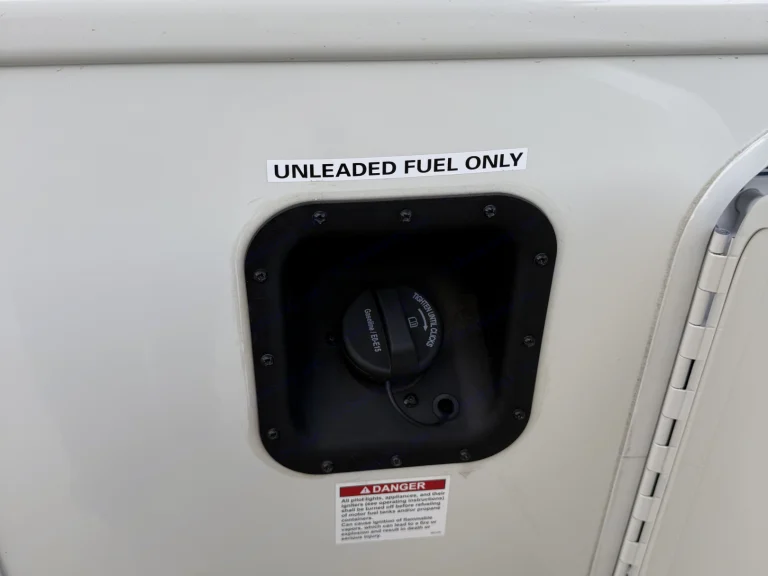 UNLEADED FUEL ONLY
TIGHTEN UNTIL CLICKS
Gasoline / E0-E15
DANGER
All pilot lights, appliances, and their
igniters (see operating instructions)
shall be turned off before refueling
of motor fuel tanks and/or propane
containers.
Can cause ignition of flammable
vapors, which can lead to a fire or
explosion and result in death or
serious injury